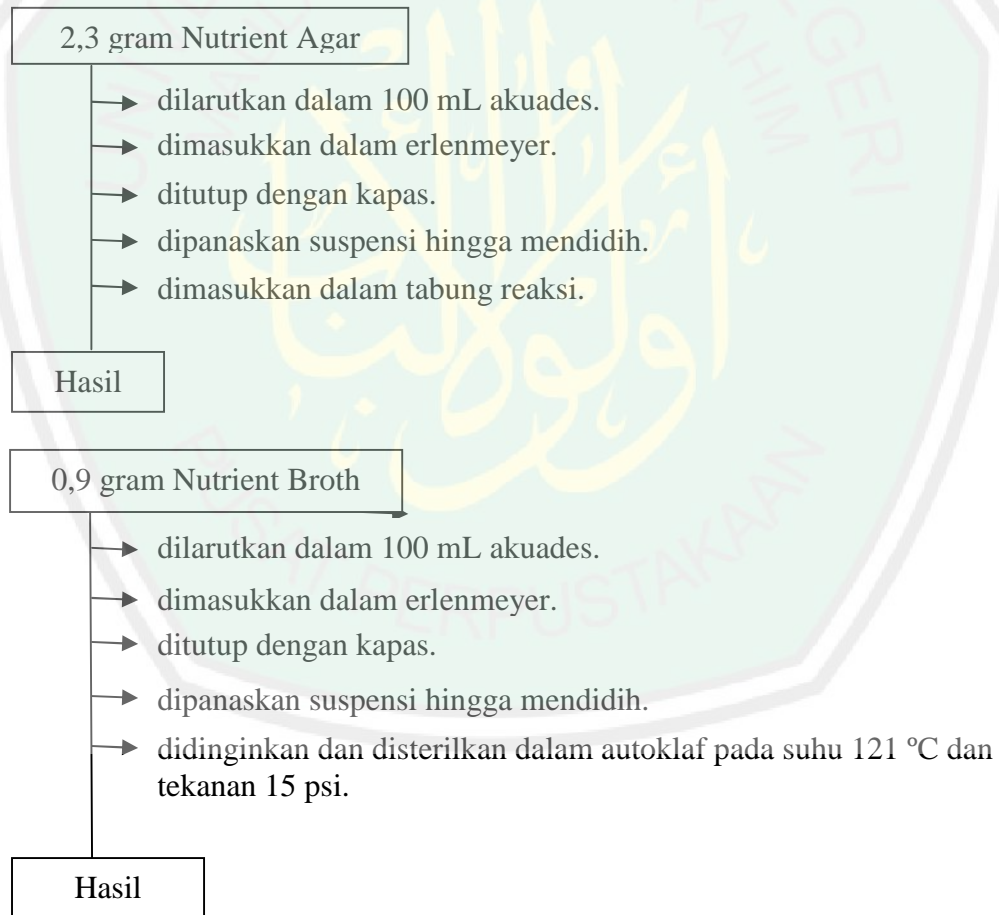 2,3 gram Nutrient Agar
dilarutkan dalam 100 mL akuades.
dimasukkan dalam erlenmeyer.
ditutup dengan kapas.
dipanaskan suspensi hingga mendidih.
dimasukkan dalam tabung reaksi.
Hasil
0,9 gram Nutrient Broth
dilarutkan dalam 100 mL akuades.
dimasukkan dalam erlenmeyer.
ditutup dengan kapas.
dipanaskan suspensi hingga mendidih.
didinginkan dan disterilkan dalam autoklaf pada suhu 121 ºC dan
tekanan 15 psi.
Hasil
PUSAT PERPUSTAKAAN